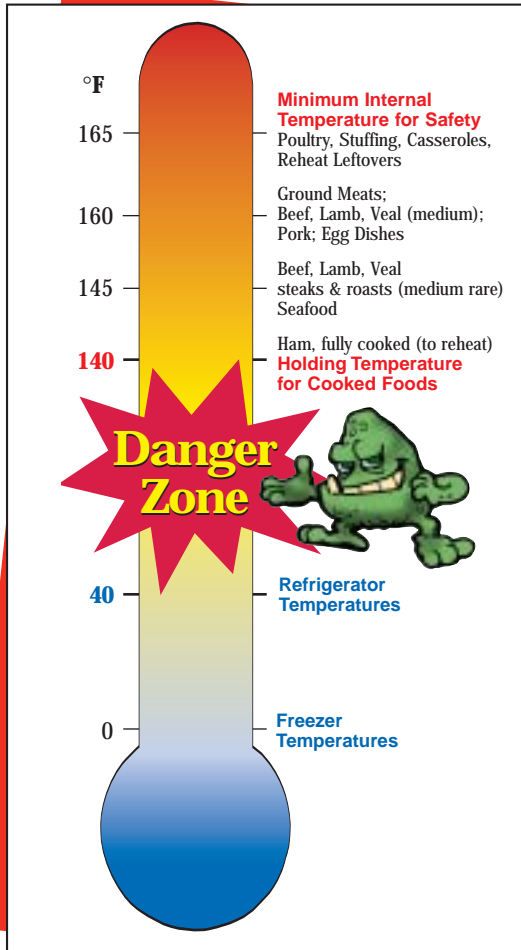 °F
Minimum Internal
Temperature for Safety
165
Poultry, Stuffing, Casseroles,
Reheat Leftovers
Ground Meats;
160
Beef, Lamb, Veal (medium);
Pork; Egg Dishes
Beef, Lamb, Veal
145
steaks & roasts (medium rare)
Seafood
Ham, fully cooked (to reheat)
140
Holding Temperature
for Cooked Foods
Danger
Zone
40
Refrigerator
Temperatures
0
Freezer
Temperatures